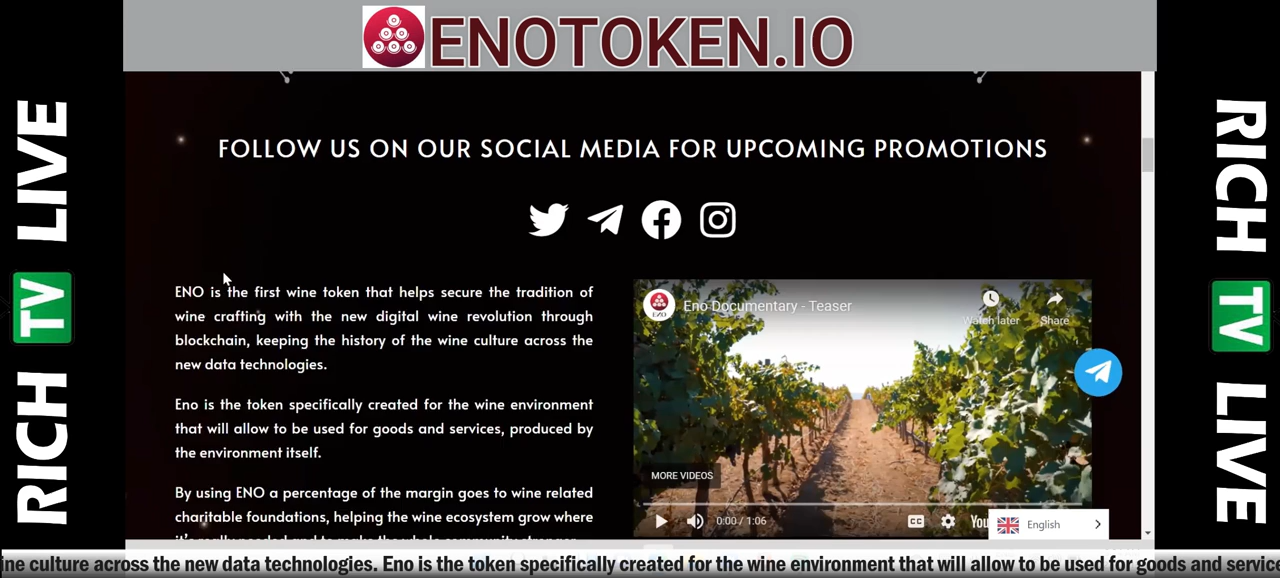 ENOTOKEN.IO
RICH TV LIVE
RICH TV LIVE
FOLLOW US ON OUR SOCIAL MEDIA FOR UPCOMING PROMOTIONS
ENO is the first wine token that helps secure the tradition of
wine crafting with the new digital wine revolution through
blockchain, keeping the history of the wine culture across the
new data technologies.
Eno is the token specifically created for the wine environment
that will allow to be used for goods and services, produced by
the environment itself.
By using ENO a percentage of the margin goes to wine related
charitable foundations, helping the wine ecosystem grow where
ENO
Eno Documentary - Teaser
Watch later
Share
MORE VIDEOS
0:00 / 1:06
CC
You
English
ine culture across the new data technologies. Eno is the token specifically created for the wine environment that will allow to be used for goods and service